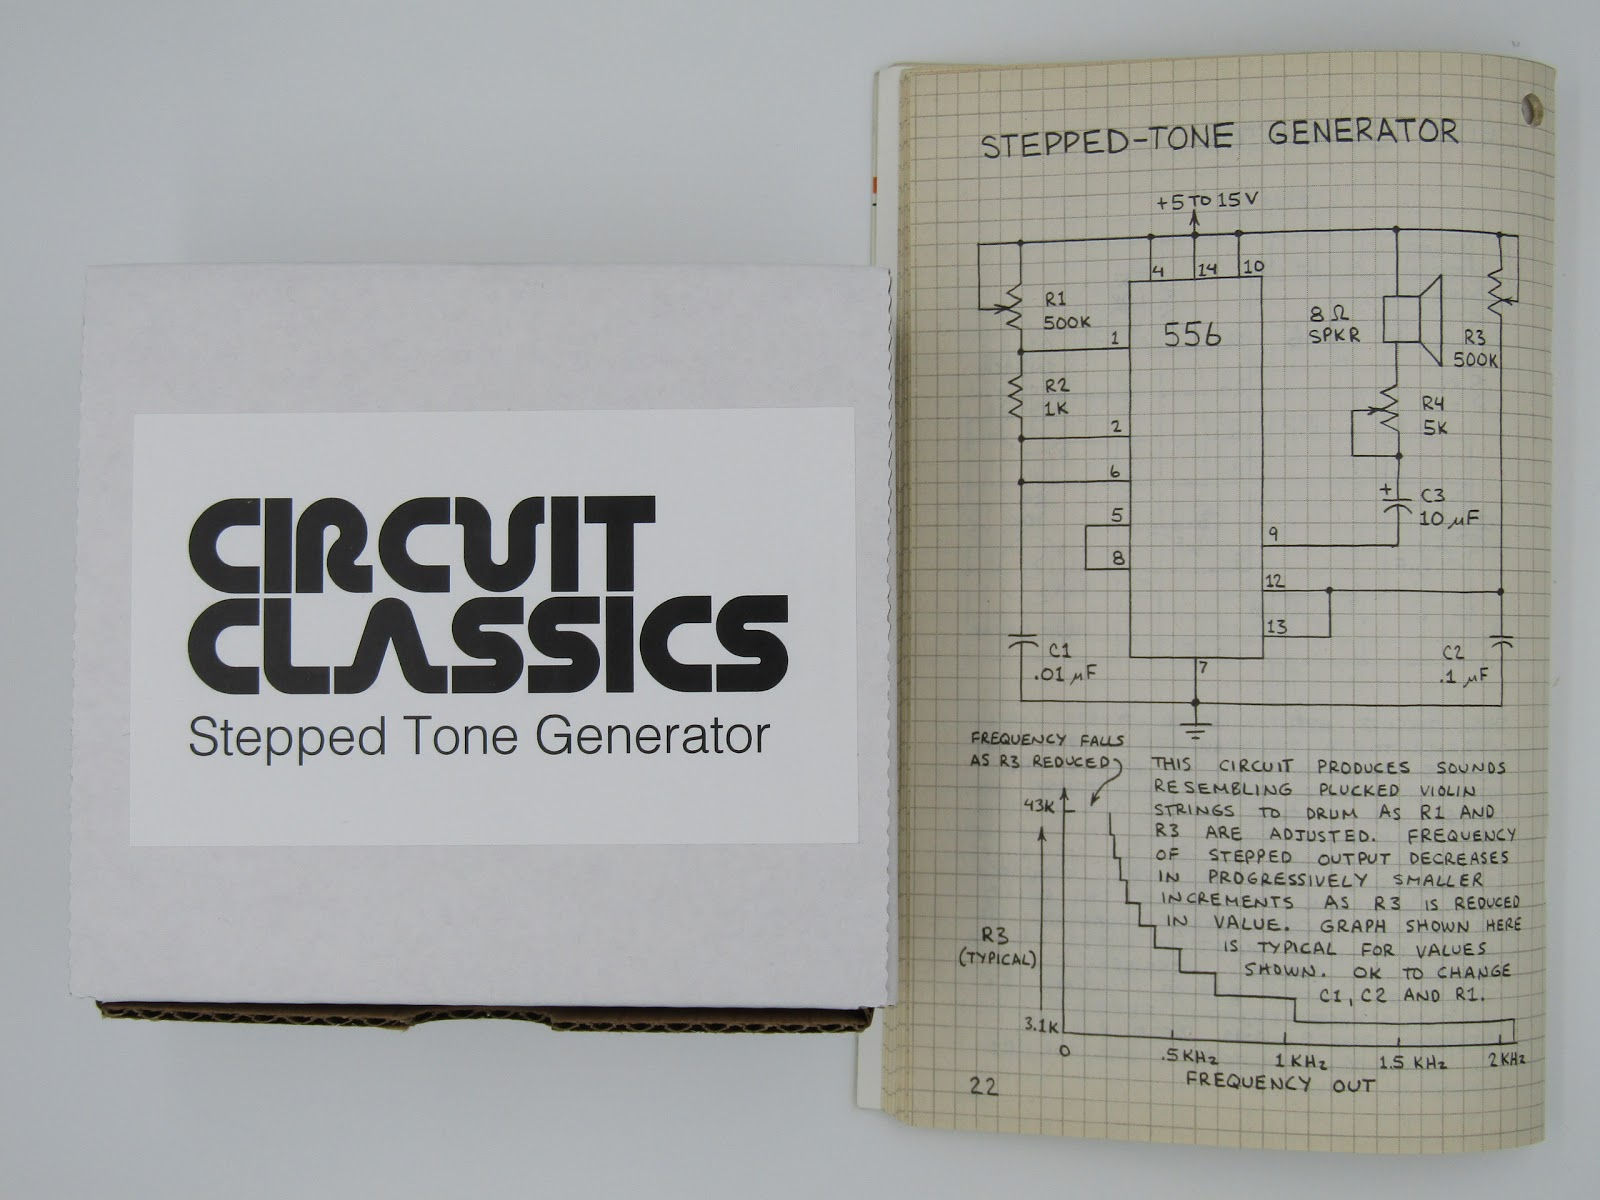 CIRCUIT
CLASSICS
Stepped Tone Generator
STEPPED-TONE GENERATOR
+5 TO 15V
4
14
10
R1
500K
1
556
8Ω
SPKR
R3
500K
R2
1K
R4
5K
2
6
5
8
+
C3
10 µF
9
12
13
C1
.01 µF
7
C2
.1 µF
FREQUENCY FALLS
AS R3 REDUCED
43K
R3
(TYPICAL)
3.1K
0
.5 KHz
1 KHz
1.5 KHz
2 KHz
FREQUENCY OUT
THIS CIRCUIT PRODUCES SOUNDS
RESEMBLING PLUCKED VIOLIN
STRINGS TO DRUM AS R1 AND
R3 ARE ADJUSTED. FREQUENCY
OF STEPPED OUTPUT DECREASES
IN PROGRESSIVELY SMALLER
INCREMENTS AS R3 IS REDUCED
IN VALUE. GRAPH SHOWN HERE
IS TYPICAL FOR VALUES
SHOWN. OK TO CHANGE
C1, C2 AND R1.
22